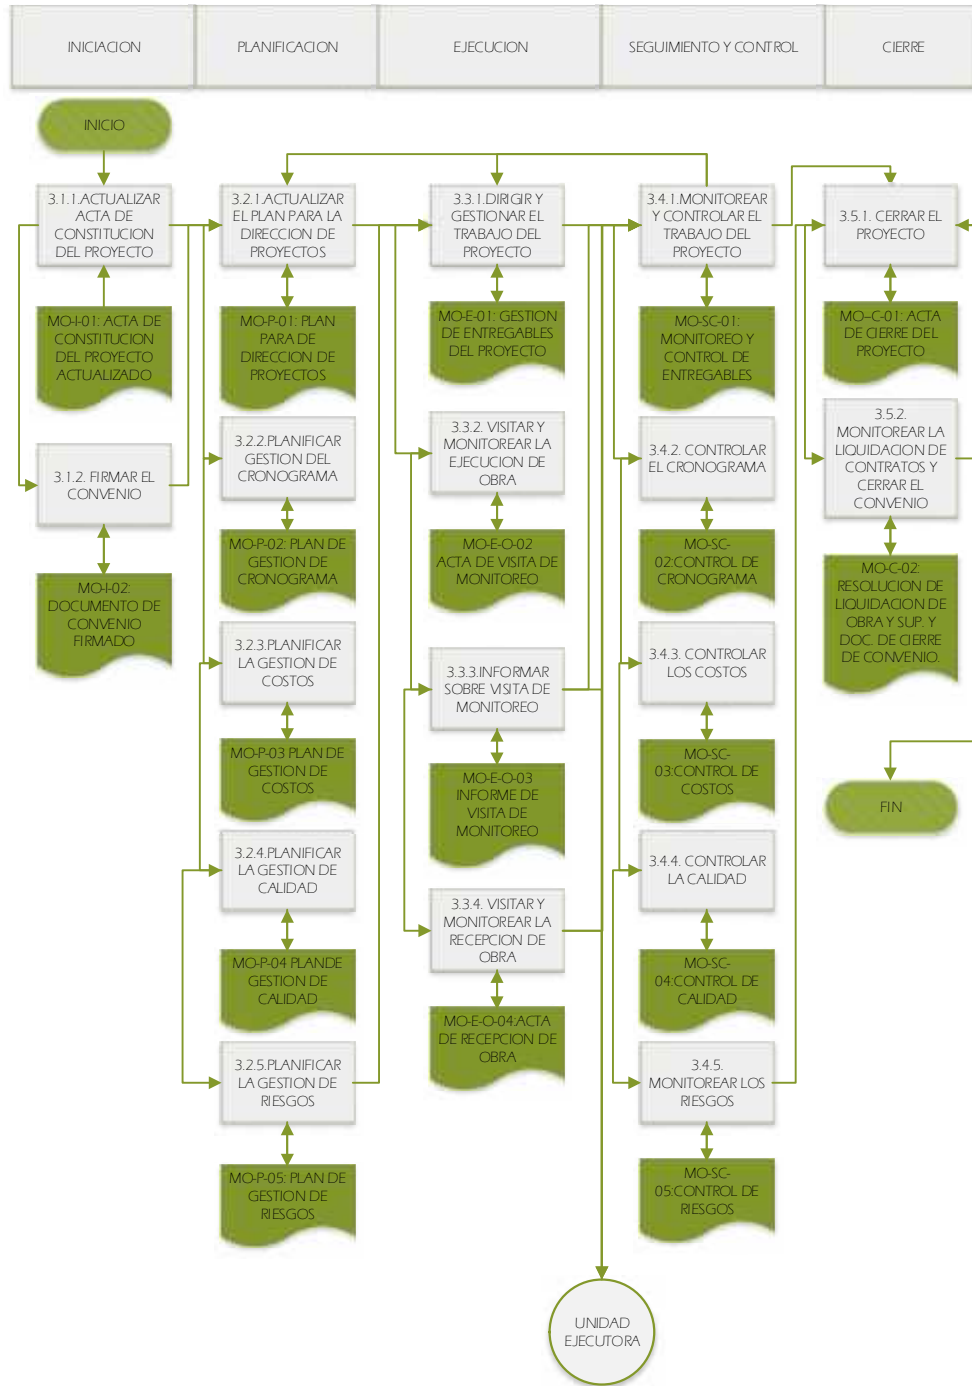 INICIACION
PLANIFICACION
EJECUCION
SEGUIMIENTO Y CONTROL
CIERRE
INICIO
3.1.1.ACTUALIZAR
ACTA DE
CONSTITUCION
DEL PROYECTO
MO-I-01: ACTA DE
CONSTITUCION
DEL PROYECTO
ACTUALIZADO
3.1.2. FIRMAR EL
CONVENIO
MO-I-02:
DOCUMENTO DE
CONVENIO
FIRMADO
3.2.1.ACTUALIZAR
EL PLAN PARA LA
DIRECCION DE
PROYECTOS
MO-P-01: PLAN
PARA DE
DIRECCION DE
PROYECTOS
3.2.2.PLANIFICAR
GESTION DEL
CRONOGRAMA
MO-P-02: PLAN DE
GESTION DE
CRONOGRAMA
3.2.3.PLANIFICAR
LA GESTION DE
COSTOS
MO-P-03 PLAN DE
GESTION DE
COSTOS
3.2.4.PLANIFICAR
LA GESTION DE
CALIDAD
MO-P-04 PLANDE
GESTION DE
CALIDAD
3.2.5.PLANIFICAR
LA GESTION DE
RIESGOS
MO-P-05: PLAN DE
GESTION DE
RIESGOS
3.3.1.DIRIGIR Y
GESTIONAR EL
TRABAJO DEL
PROYECTO
MO-E-01: GESTION
DE ENTREGABLES
DEL PROYECTO
3.3.2. VISITAR Y
MONITOREAR LA
EJECUCION DE
OBRA
MO-E-O-02
ACTA DE VISITA DE
MONITOREO
3.3.3.INFORMAR
SOBRE VISITA DE
MONITOREO
MO-E-O-03
INFORME DE
VISITA DE
MONITOREO
3.3.4. VISITAR Y
MONITOREAR LA
RECEPCION DE
OBRA
MO-E-O-04:ACTA
DE RECEPCION DE
OBRA
UNIDAD
EJECUTORA
3.4.1.MONITOREAR
Y CONTROLAR EL
TRABAJO DEL
PROYECTO
MO-SC-01:
MONITOREO Y
CONTROL DE
ENTREGABLES
3.4.2. CONTROLAR
EL CRONOGRAMA
MO-SC-
02:CONTROL DE
CRONOGRAMA
3.4.3. CONTROLAR
LOS COSTOS
MO-SC-
03:CONTROL DE
COSTOS
3.4.4. CONTROLAR
LA CALIDAD
MO-SC-
04:CONTROL DE
CALIDAD
3.4.5.
MONITOREAR LOS
RIESGOS
MO-SC-
05:CONTROL DE
RIESGOS
3.5.1. CERRAR EL
PROYECTO
MO–C-01: ACTA
DE CIERRE DEL
PROYECTO
3.5.2.
MONITOREAR LA
LIQUIDACION DE
CONTRATOS Y
CERRAR EL
CONVENIO
MO-C-02:
RESOLUCION DE
LIQUIDACION DE
OBRA Y SUP. Y
DOC. DE CIERRE
DE CONVENIO.
FIN